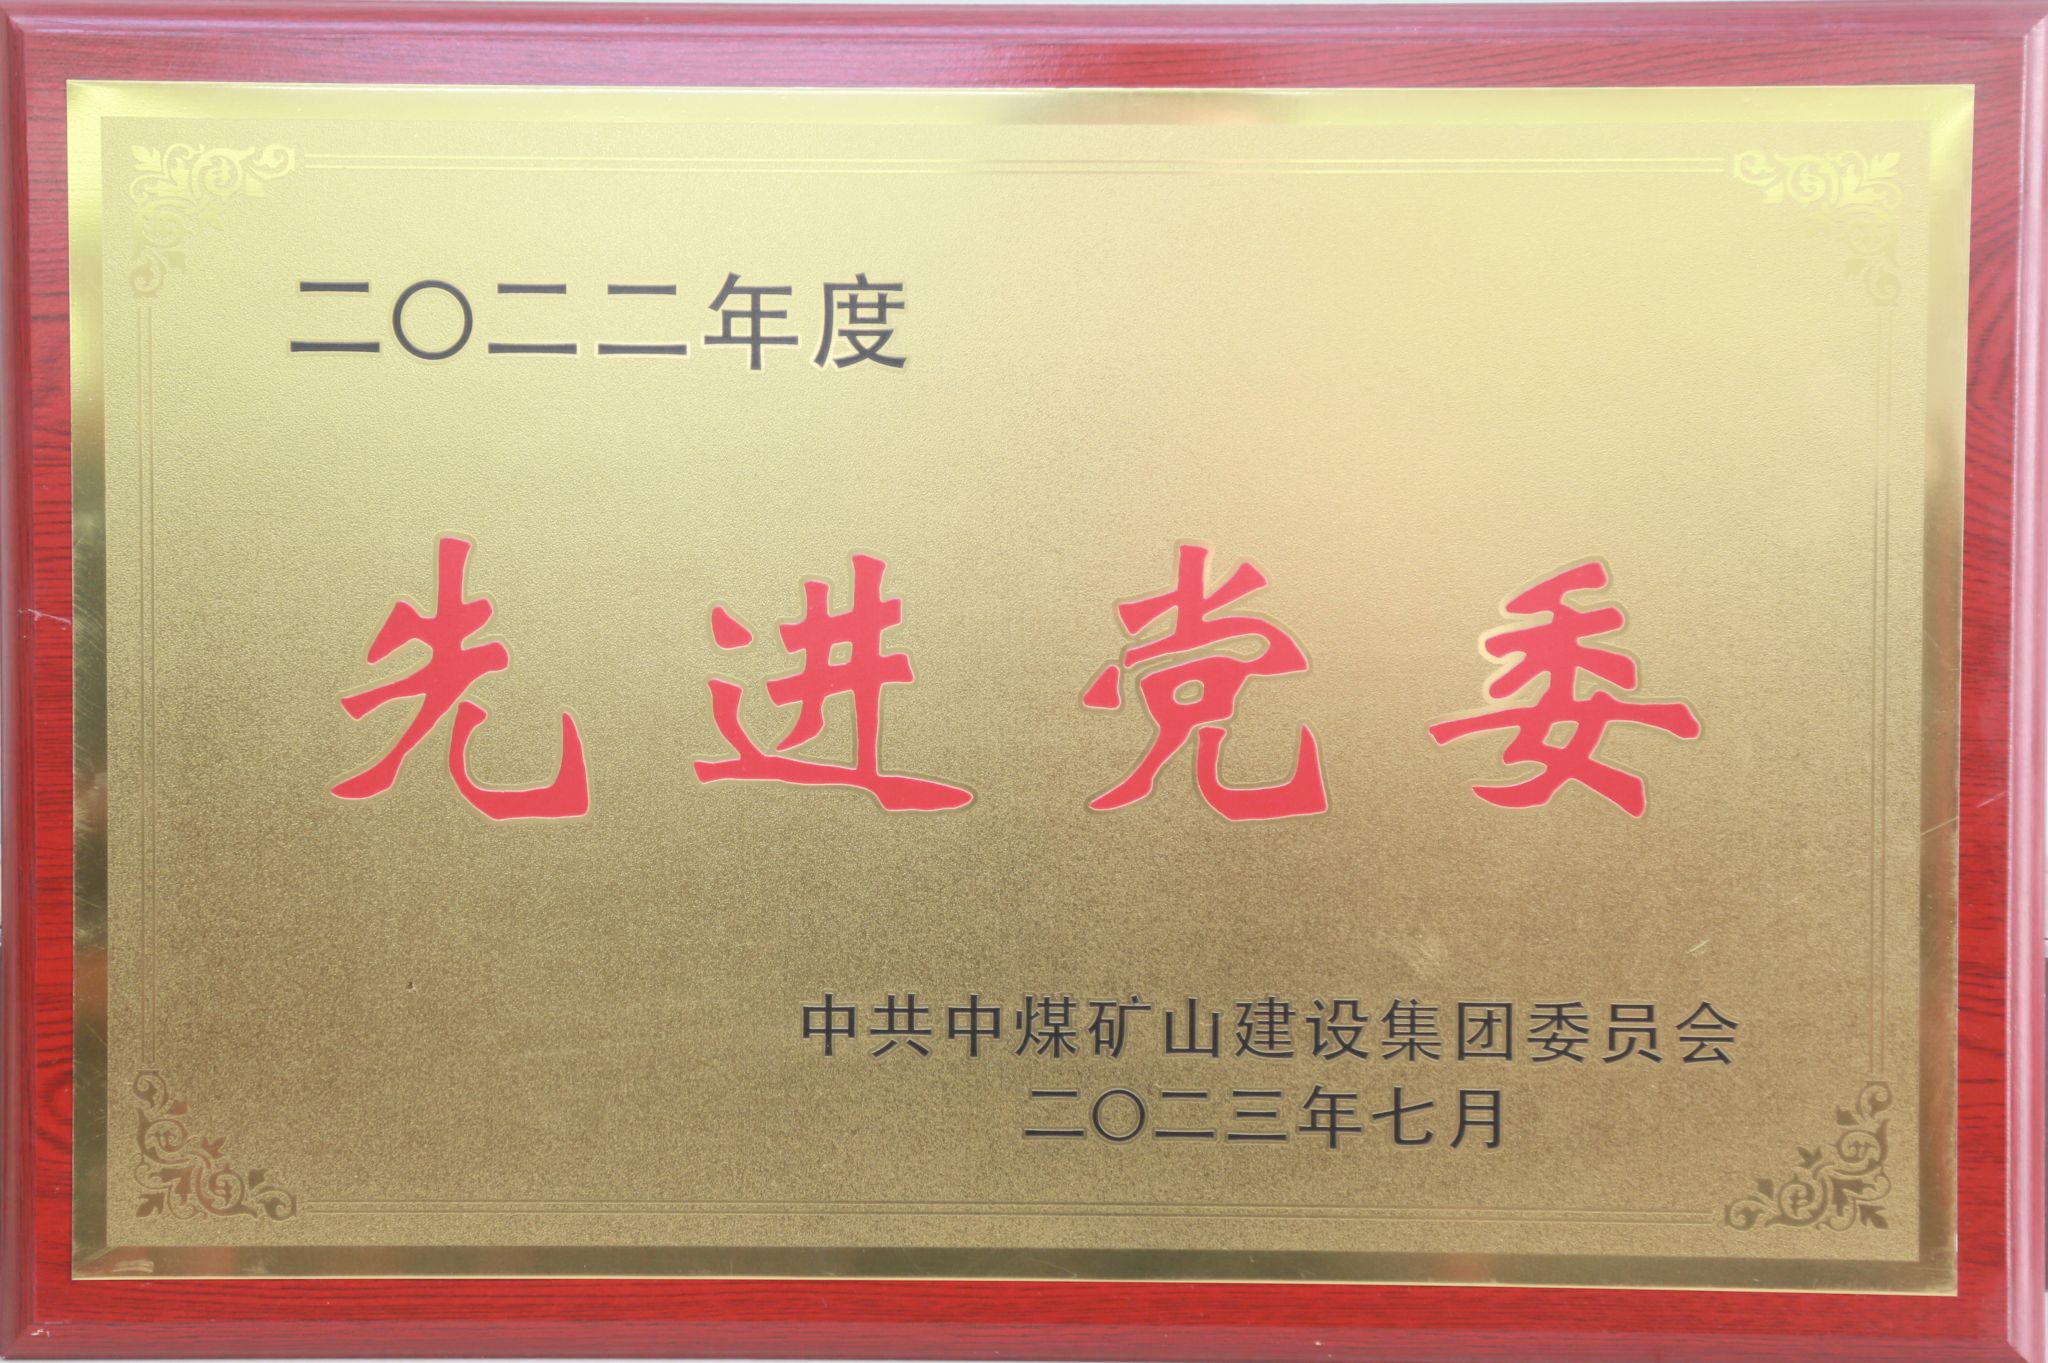 二〇二二年度
先进党委
中共中煤矿山建设集团委员会
二〇二三年七月